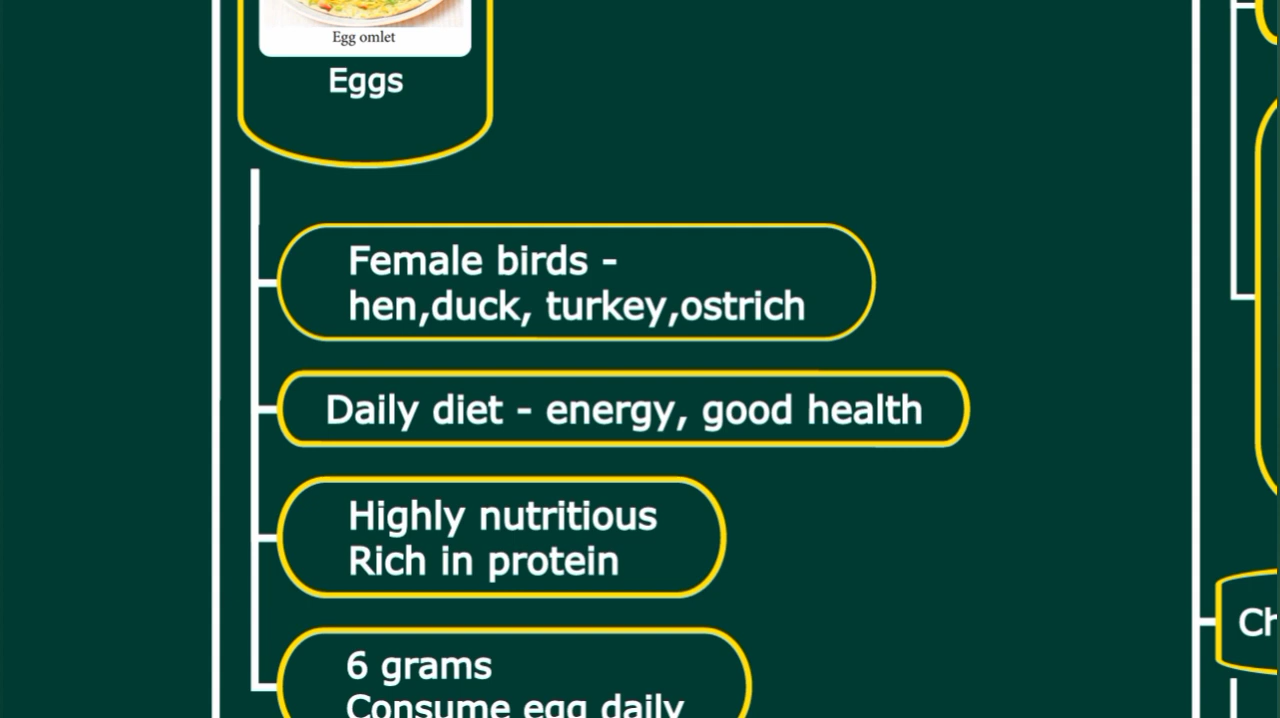 Egg omlet
Eggs
Female birds -
hen,duck, turkey,ostrich
Daily diet - energy, good health
Highly nutritious
Rich in protein
6 grams
Consume egg daily